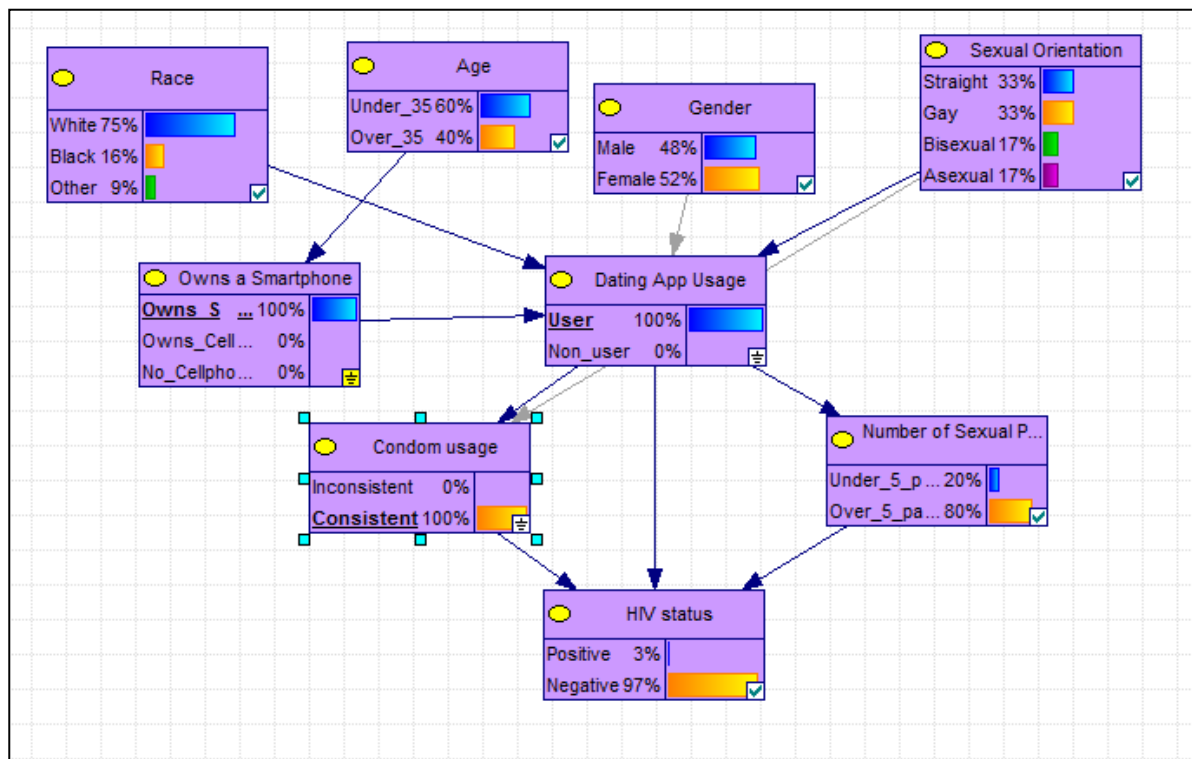 Race
White 75%
Black 16%
Other 9%
Age
Under_35 60%
Over_35 40%
Gender
Male 48%
Female 52%
Sexual Orientation
Straight 33%
Gay 33%
Bisexual 17%
Asexual 17%
Owns a Smartphone
Owns_S ... 100%
Owns_Cell... 0%
No_Cellpho... 0%
Dating App Usage
User 100%
Non_user 0%
Condom usage
Inconsistent 0%
Consistent 100%
Number of Sexual P...
Under_5_p... 20%
Over_5_pa... 80%
HIV status
Positive 3%
Negative 97%